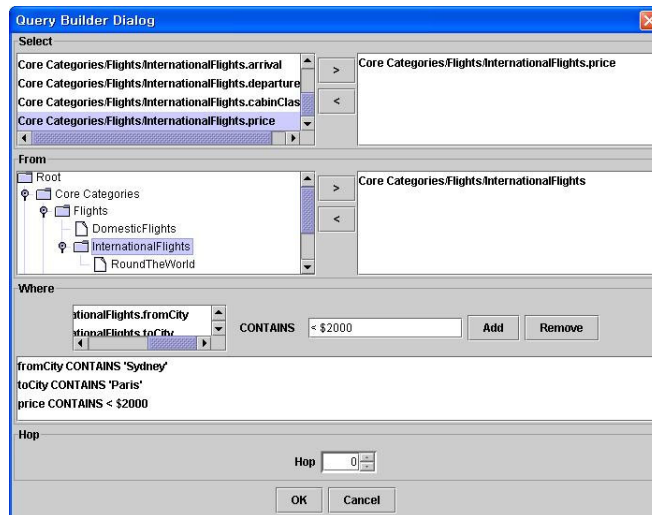 Query Builder Dialog
Select
Core Categories/Flights/InternationalFlights.arrival
Core Categories/Flights/InternationalFlights.departure
Core Categories/Flights/InternationalFlights.cabinClas
Core Categories/Flights/InternationalFlights.price
>
<
Core Categories/Flights/InternationalFlights.price
From
Root
Core Categories
Flights
DomesticFlights
InternationalFlights
RoundTheWorld
>
<
Core Categories/Flights/InternationalFlights
Where
ationalFlights.fromCity
ationalFlights.toCity
CONTAINS
< $2000
Add
Remove
fromCity CONTAINS 'Sydney'
toCity CONTAINS 'Paris'
price CONTAINS < $2000
Hop
Hop 0
OK
Cancel